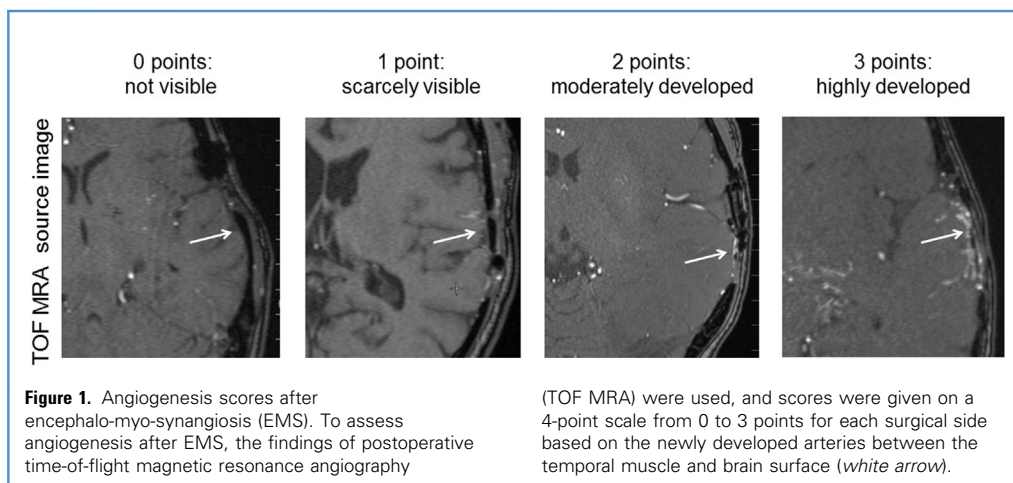 0 points:
not visible
1 point:
scarcely visible
2 points:
moderately developed
3 points:
highly developed
TOF MRA source image
Figure 1. Angiogenesis scores after
encephalo-myo-synangiosis (EMS). To assess
angiogenesis after EMS, the findings of postoperative
time-of-flight magnetic resonance angiography
(TOF MRA) were used, and scores were given on a
4-point scale from 0 to 3 points for each surgical side
based on the newly developed arteries between the
temporal muscle and brain surface (white arrow).